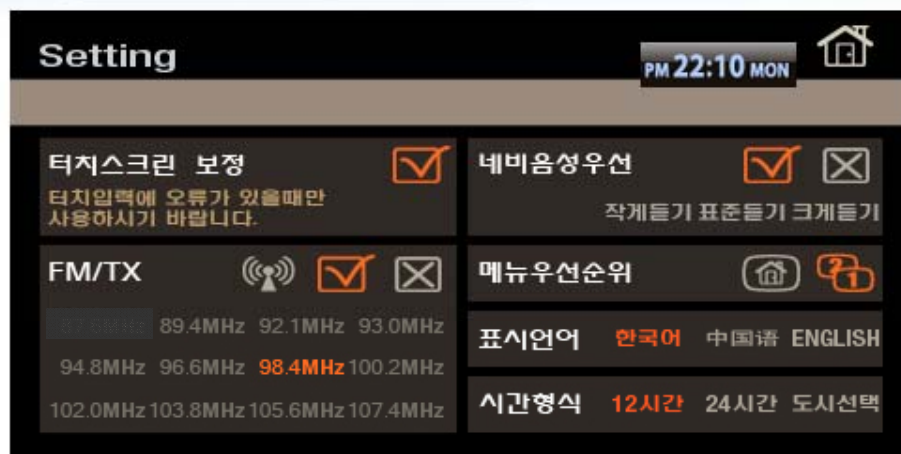 Setting
PM 22:10 MON
터치스크린 보정
터치입력에 오류가 있을때만
사용하시기 바랍니다.
FM/TX
87.6MHz 89.4MHz 92.1MHz 93.0MHz
94.8MHz 96.6MHz 98.4MHz 100.2MHz
102.0MHz 103.8MHz 105.6MHz 107.4MHz
네비음성우선
작게듣기 표준듣기 크게듣기
메뉴우선순위
2
1
표시언어 한국어 中国语 ENGLISH
시간형식 12시간 24시간 도시선택